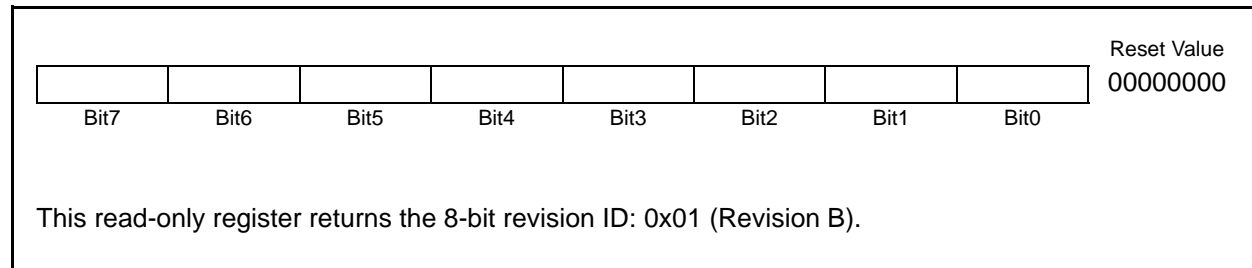 Reset Value
00000000
Bit7 Bit6 Bit5 Bit4 Bit3 Bit2 Bit1 Bit0
This read-only register returns the 8-bit revision ID: 0x01 (Revision B).